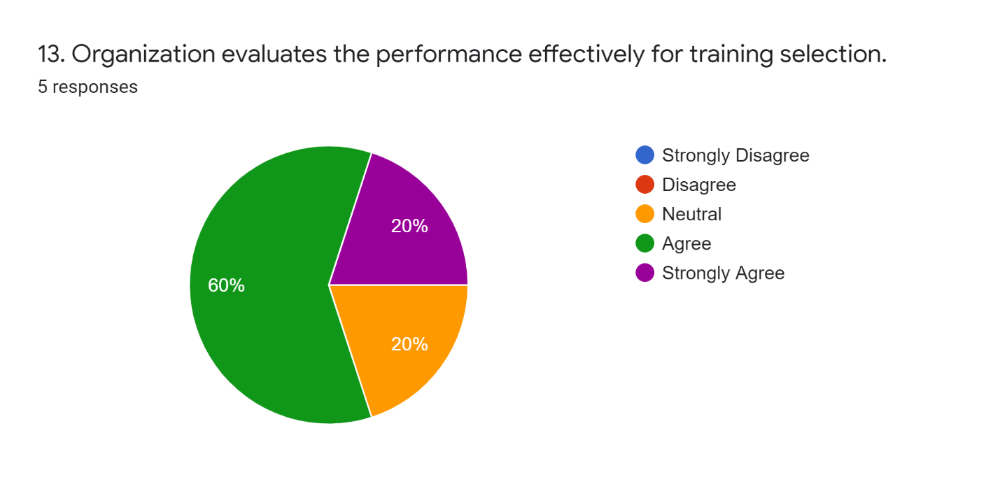 13. Organization evaluates the performance effectively for training selection.
5 responses
60%
20%
20%
Strongly Disagree
Disagree
Neutral
Agree
Strongly Agree